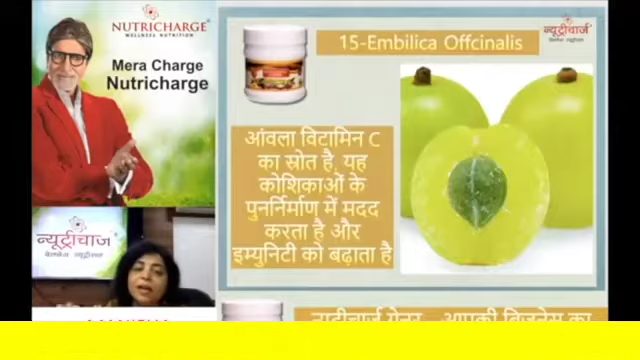 NUTRICHARGE
WELLNESS NUTRITION
Mera Charge
Nutricharge
15-Embilica Offcinalis
न्यूट्रीचार्ज
आंवला विटामिन C
का स्रोत है, यह
कोशिकाओं के
पुनर्निर्माण में मदद
करता है और
इम्युनिटी को बढ़ाता है
न्यूट्रीचार्ज
वेलनेस न्यूट्रीशन